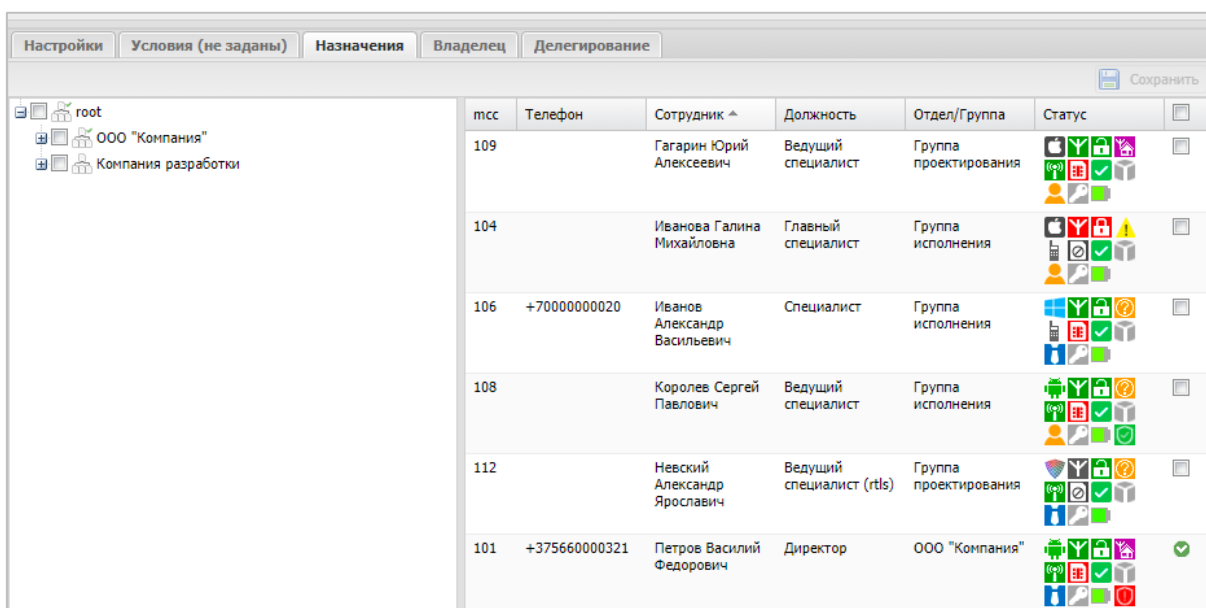 Настройки Условия (не заданы) Назначения Владелец Делегирование
Сохранить
root
ООО "Компания"
Компания разработки
mcc Телефон Сотрудник Должность Отдел/Группа Статус
109 Гагарин Юрий Ведущий Группа
Алексеевич специалист проектирования
104 Иванова Галина Главный Группа
Михайловна специалист исполнения
106 +70000000020 Иванов Специалист Группа
Александр исполнения
Васильевич
108 Королев Сергей Ведущий Группа
Павлович специалист исполнения
112 Невский Ведущий Группа
Александр специалист (rtls) проектирования
Ярославич
101 +375660000321 Петров Василий Директор ООО "Компания"
Федорович